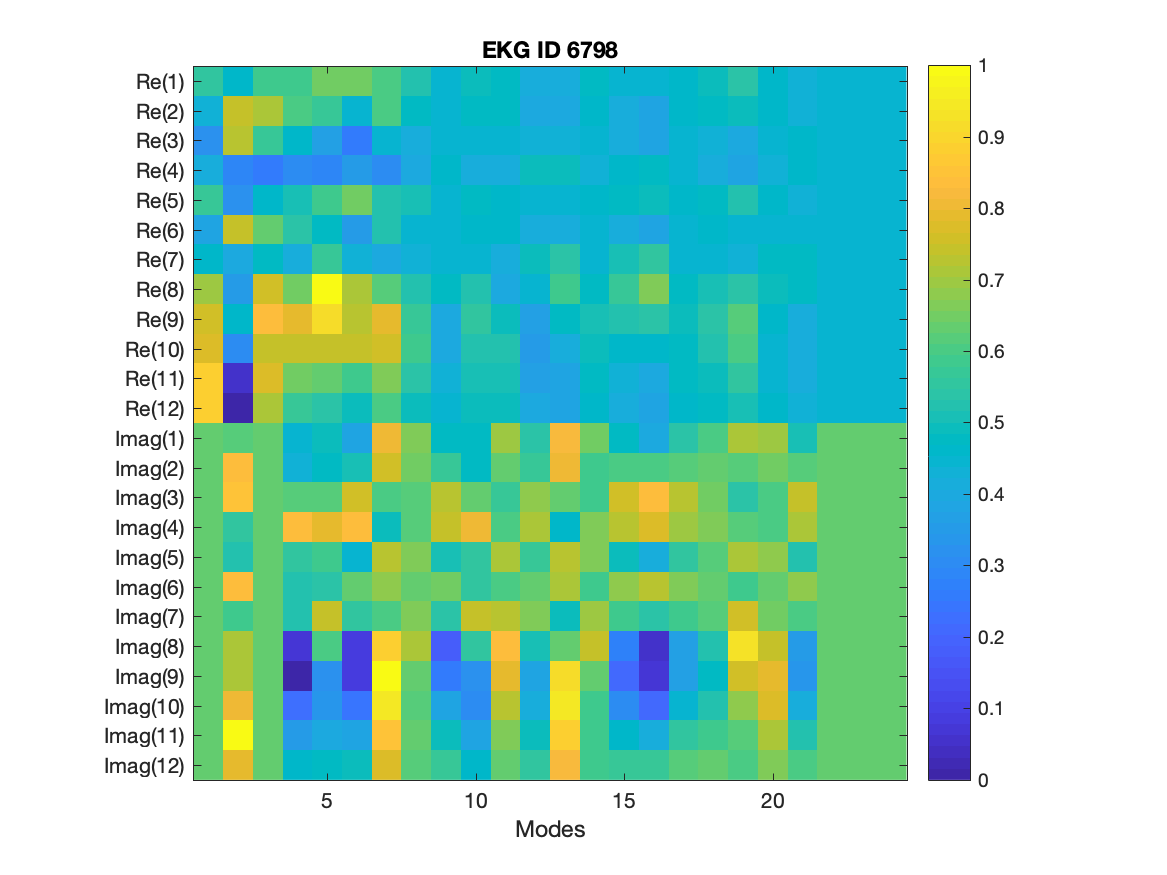 EKG ID 6798
Re(1)
Re(2)
Re(3)
Re(4)
Re(5)
Re(6)
Re(7)
Re(8)
Re(9)
Re(10)
Re(11)
Re(12)
Imag(1)
Imag(2)
Imag(3)
Imag(4)
Imag(5)
Imag(6)
Imag(7)
Imag(8)
Imag(9)
Imag(10)
Imag(11)
Imag(12)
5 10 15 20
Modes
1
0.9
0.8
0.7
0.6
0.5
0.4
0.3
0.2
0.1
0